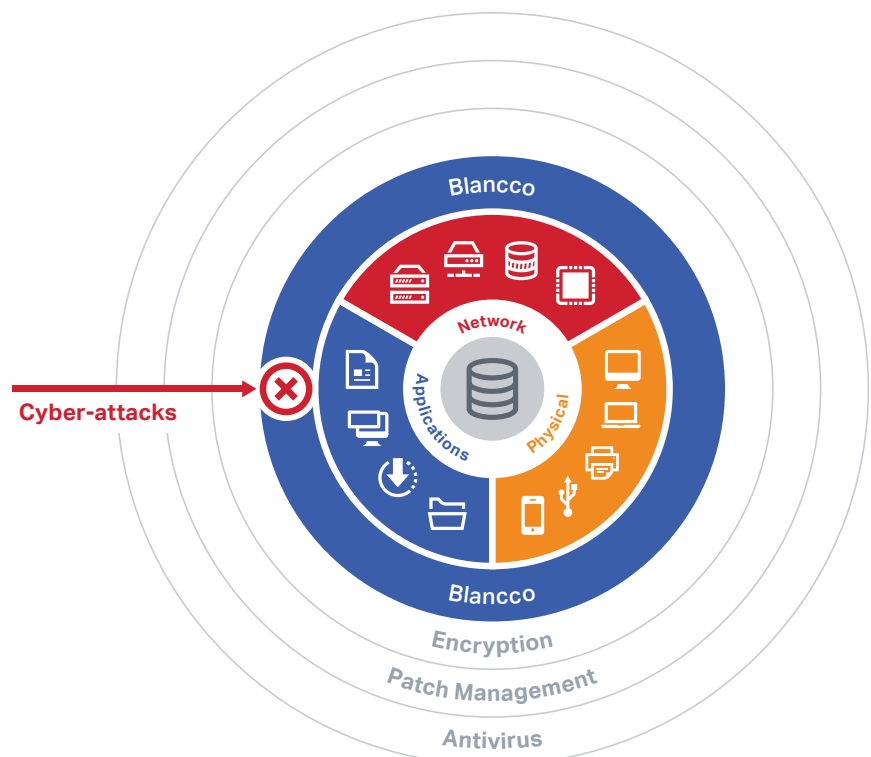 Blancco
Network
Applications
Physical
Cyber-attacks
Blancco
Encryption
Patch Management
Antivirus